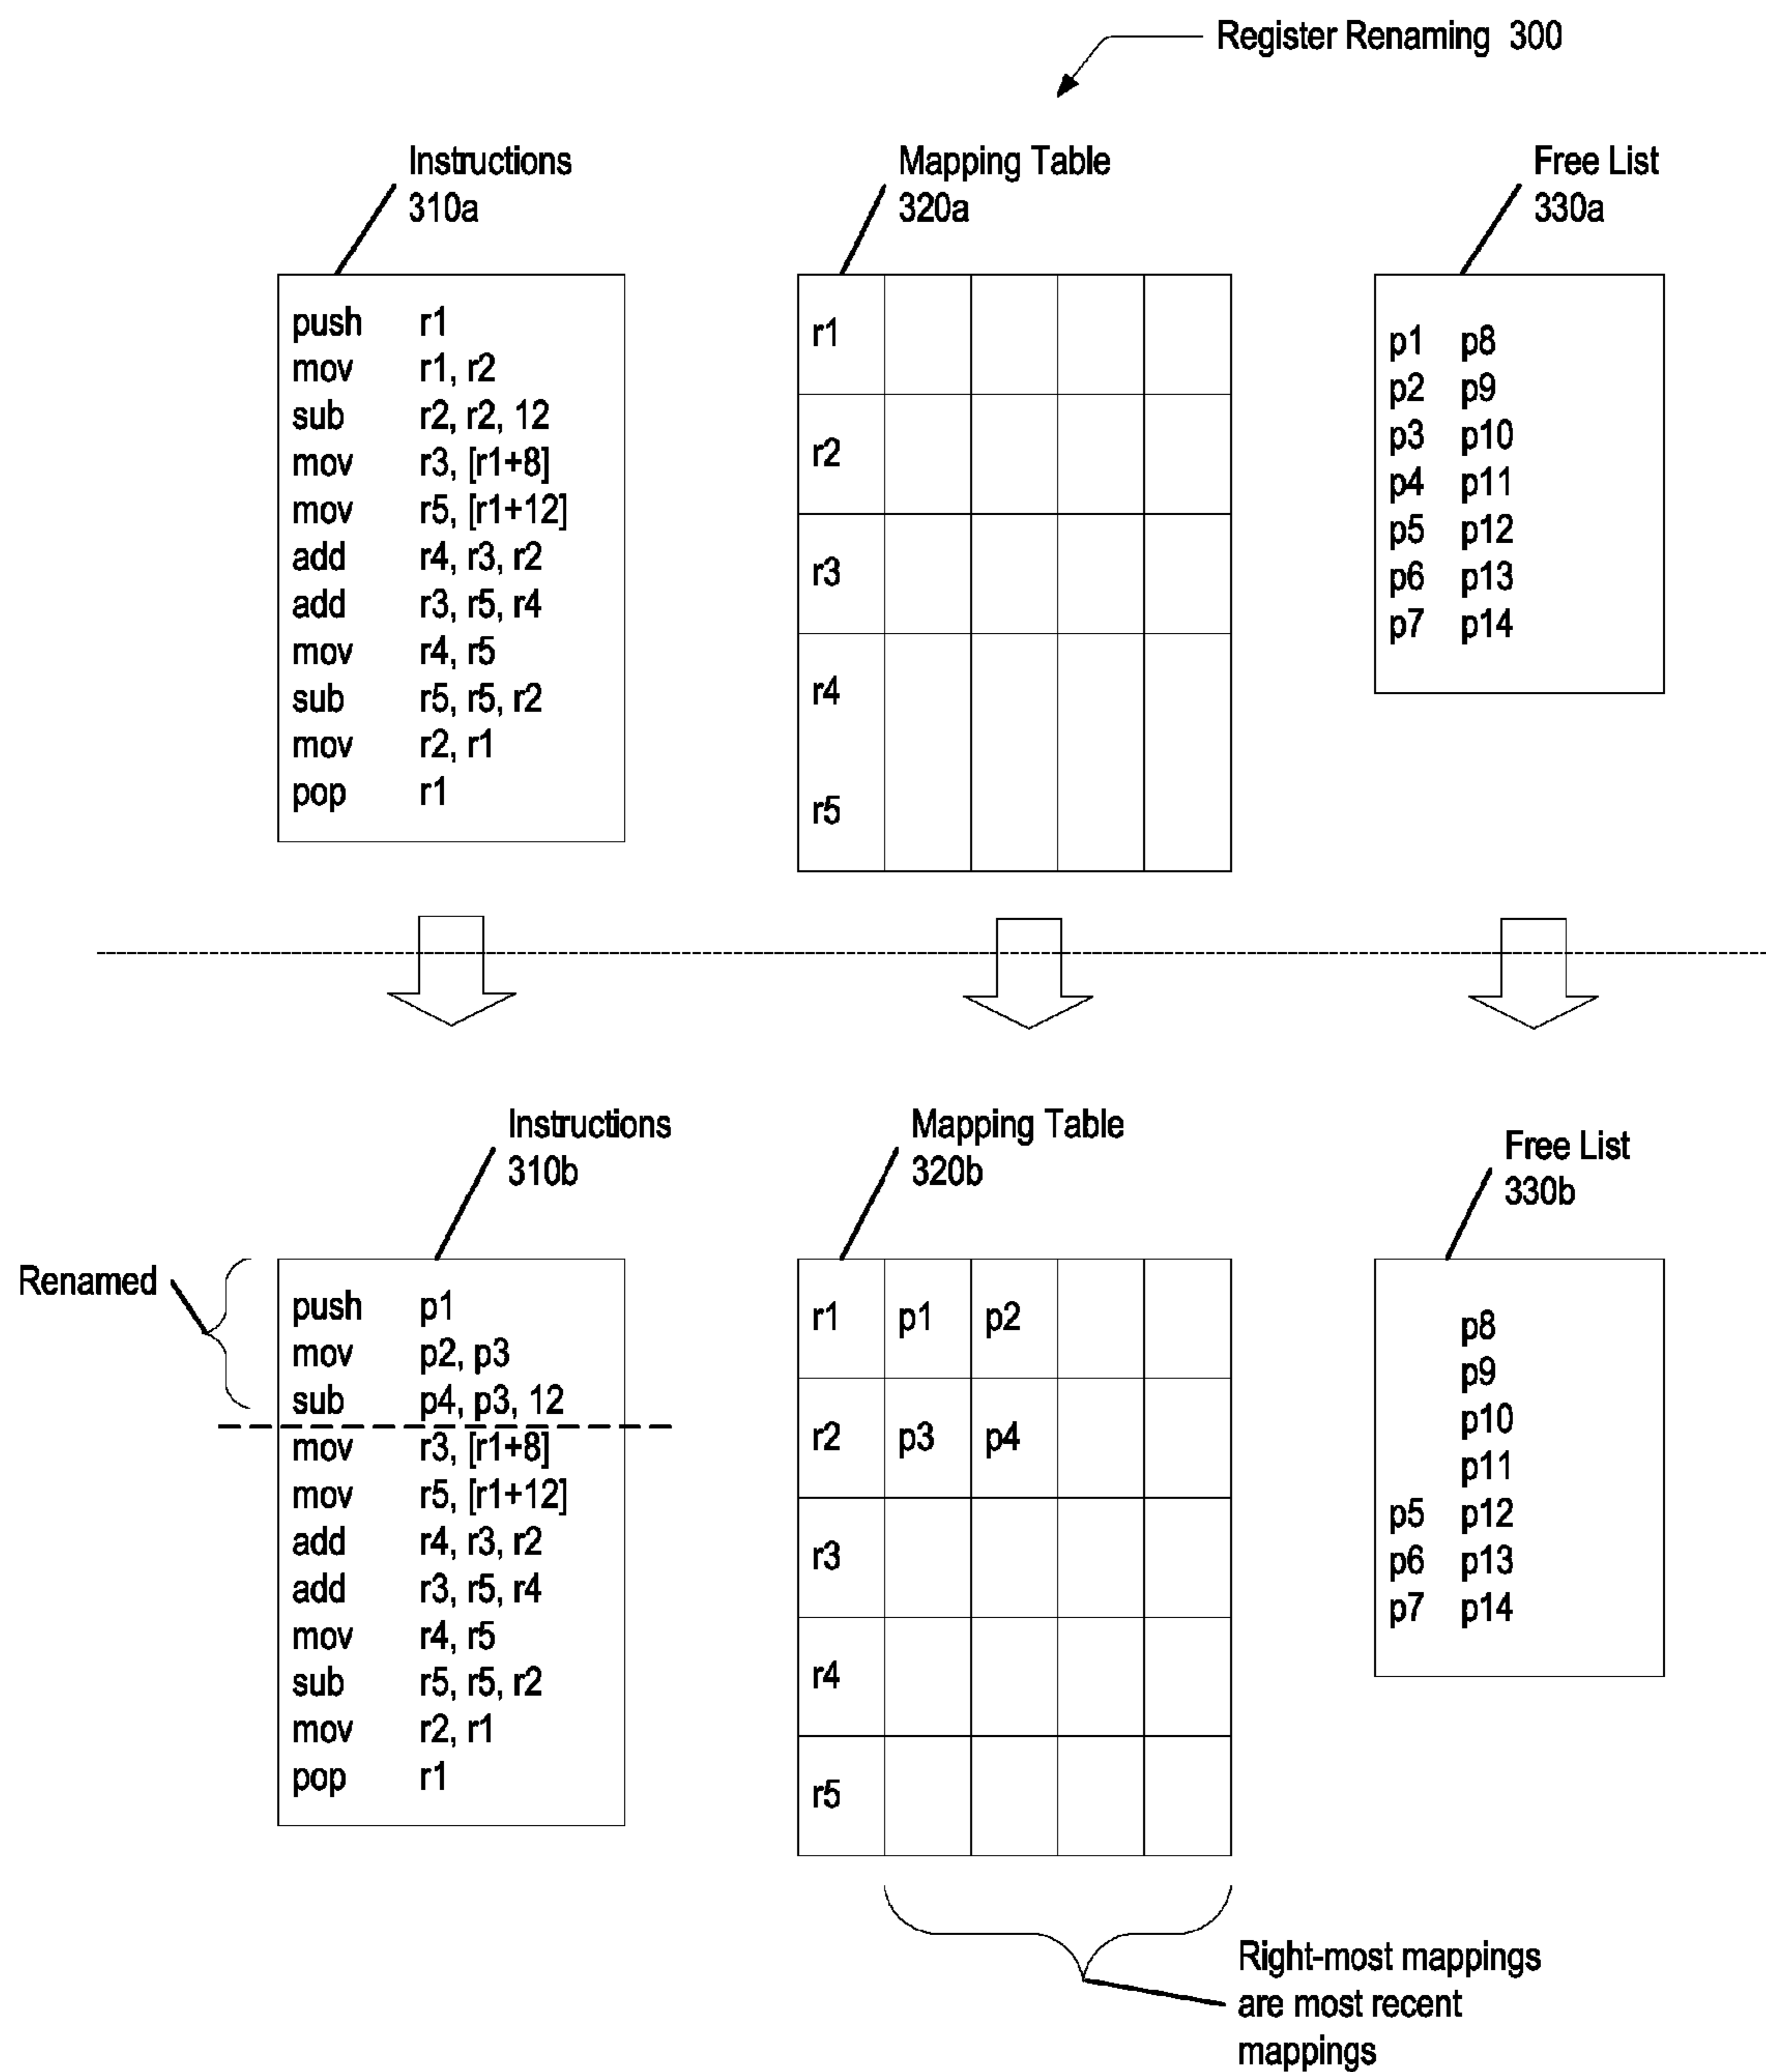 Register Renaming 300
Instructions
310a
Mapping Table
320a
Free List
330a
push r1
mov r1, r2
sub r2, r2, 12
mov r3, [r1+8]
mov r5, [r1+12]
add r4, r3, r2
add r3, r5, r4
mov r4, r5
sub r5, r5, r2
mov r2, r1
pop r1
r1
r2
r3
r4
r5
p1 p8
p2 p9
p3 p10
p4 p11
p5 p12
p6 p13
p7 p14
Instructions
310b
Mapping Table
320b
Free List
330b
Renamed
push p1
mov p2, p3
sub p4, p3, 12
mov r3, [r1+8]
mov r5, [r1+12]
add r4, r3, r2
add r3, r5, r4
mov r4, r5
sub r5, r5, r2
mov r2, r1
pop r1
r1 p1 p2
r2 p3 p4
r3
r4
r5
p8
p9
p10
p11
p5 p12
p6 p13
p7 p14
Right-most mappings
are most recent
mappings